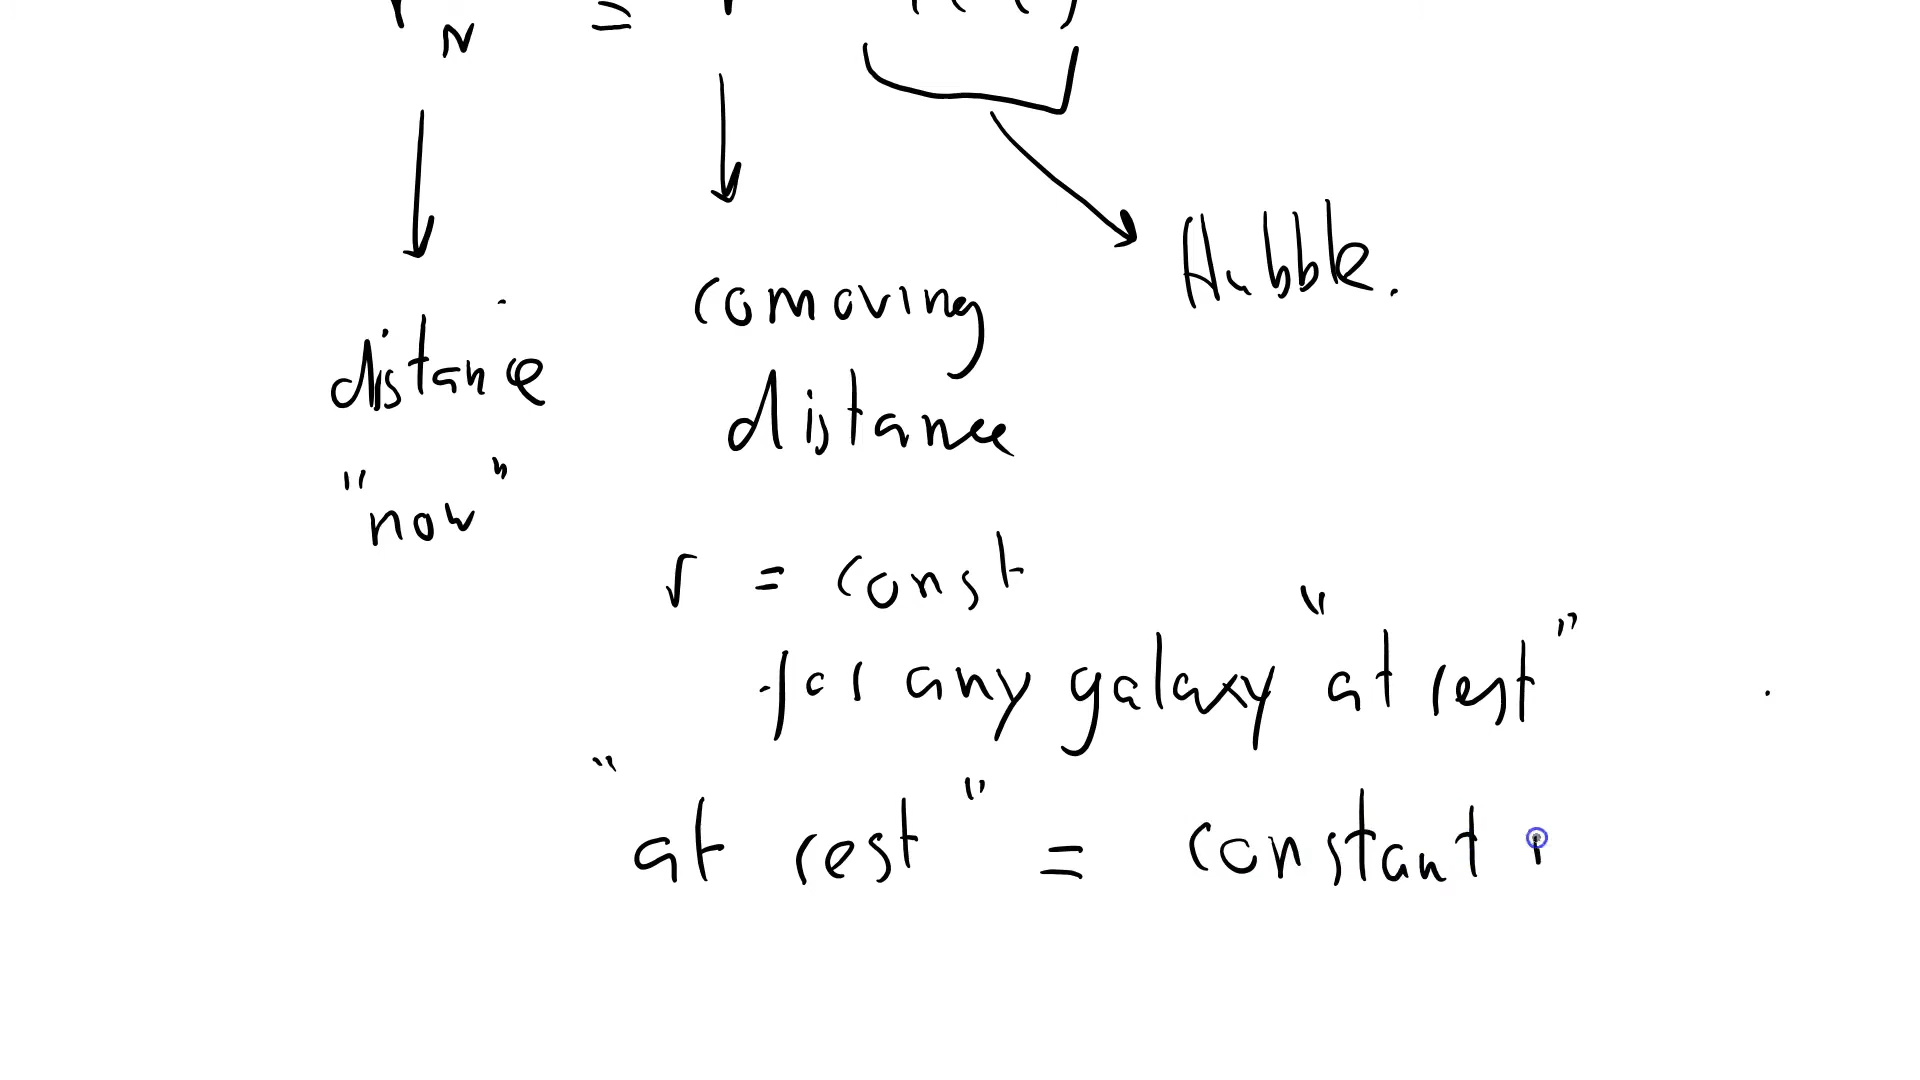 N =
Hubble.
comoving
distance
distance
"now"
r = const
for any galaxy "at rest"
"at rest" = constant r